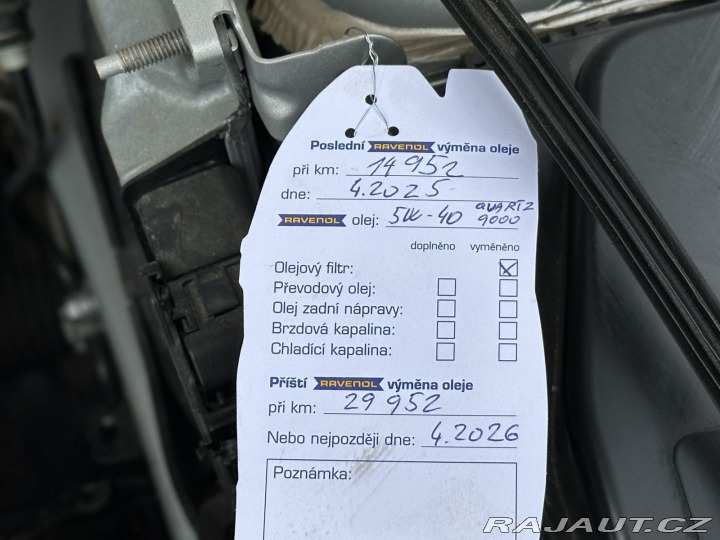 Poslední RAVENOL výměna oleje
při km: 14 952
dne: 4.2025
RAVENOL olej: 5W-40 QUARTZ 9000
doplněno vyměněno
Olejový filtr:
Převodový olej:
Olej zadní nápravy:
Brzdová kapalina:
Chladící kapalina:
Příští RAVENOL výměna oleje
při km: 29 952
Nebo nejpozději dne: 4.2026
Poznámka:
RAJAUT.CZ